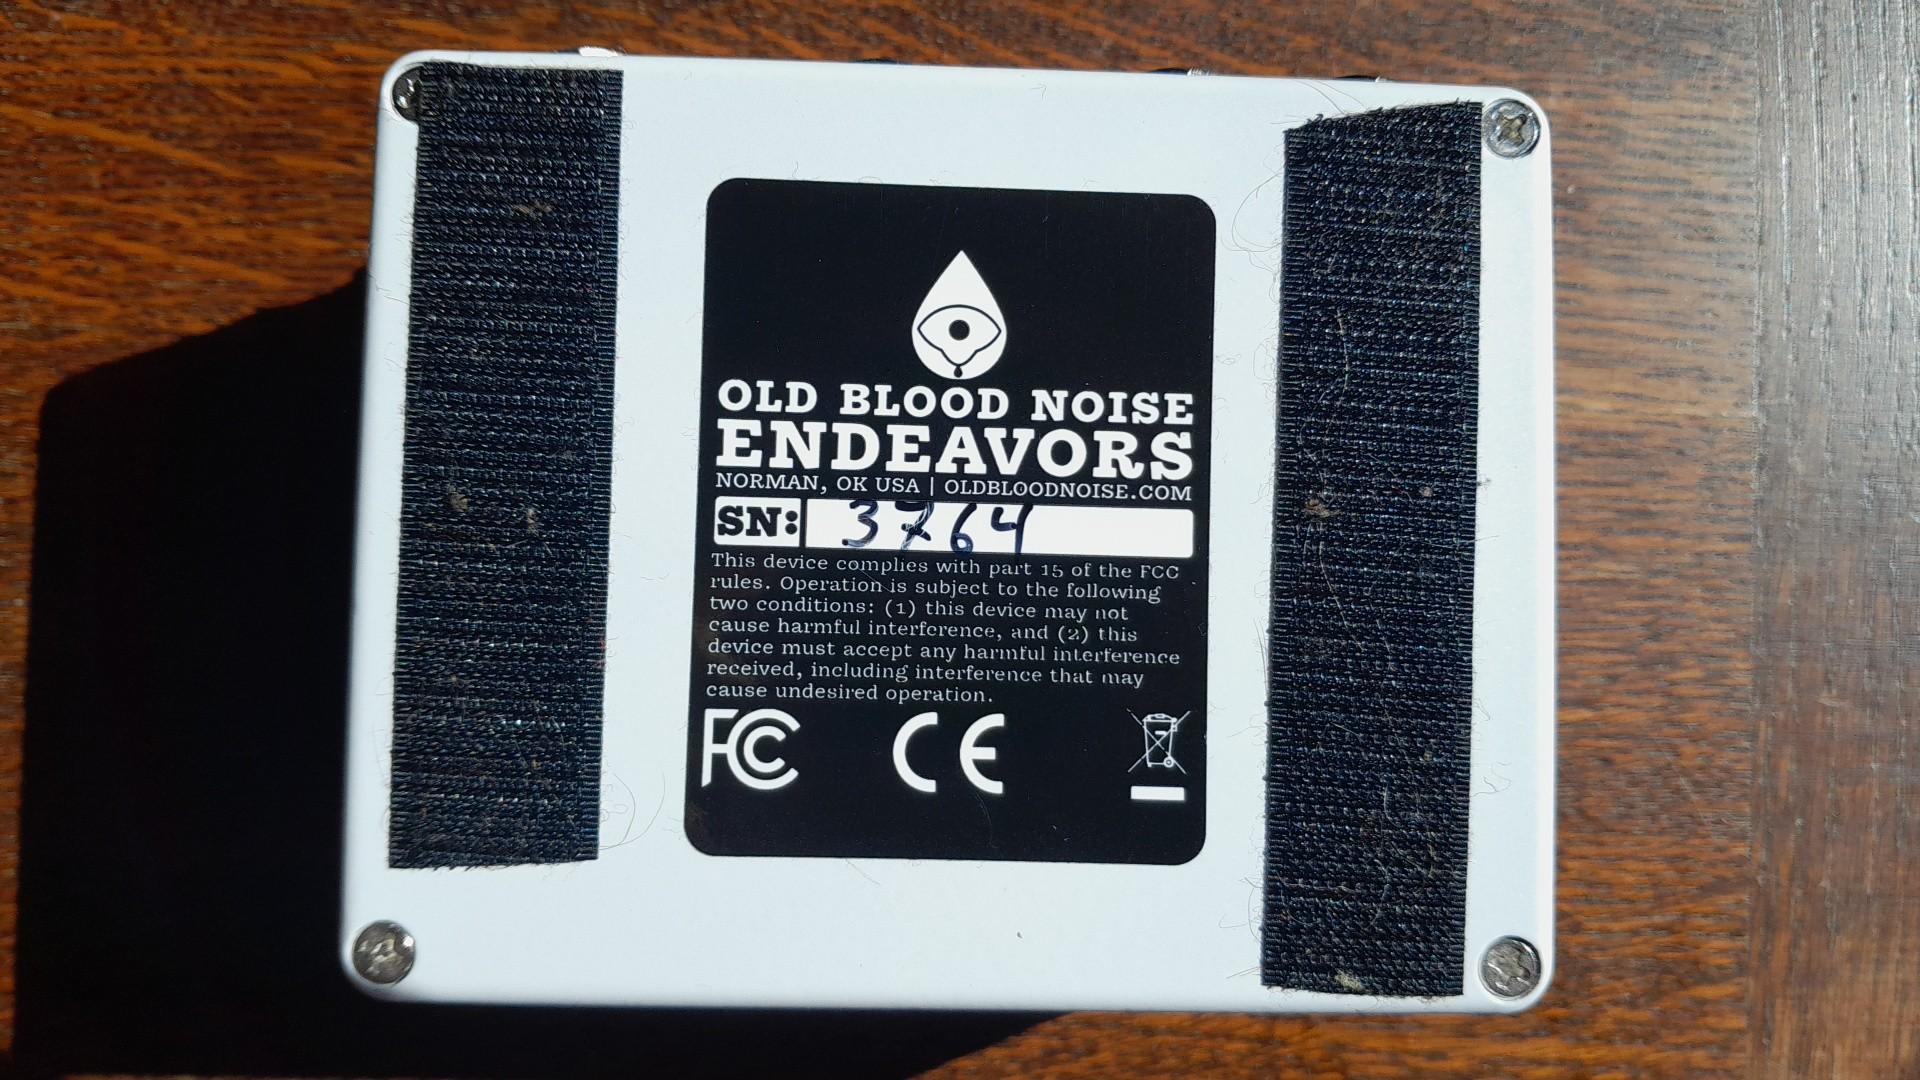 OLD BLOOD NOISE
ENDEAVORS
NORMAN, OK USA | OLDBLOODNOISE.COM
SN: 3764
This device complies with part 15 of the FCC
rules. Operation is subject to the following
two conditions: (1) this device may not
cause harmful interference, and (2) this
device must accept any harmful interference
received, including interference that may
cause undesired operation.
FC CE